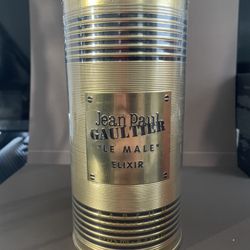 Jean Paul
GAULTIER
"LE MALE"
ELIXIR